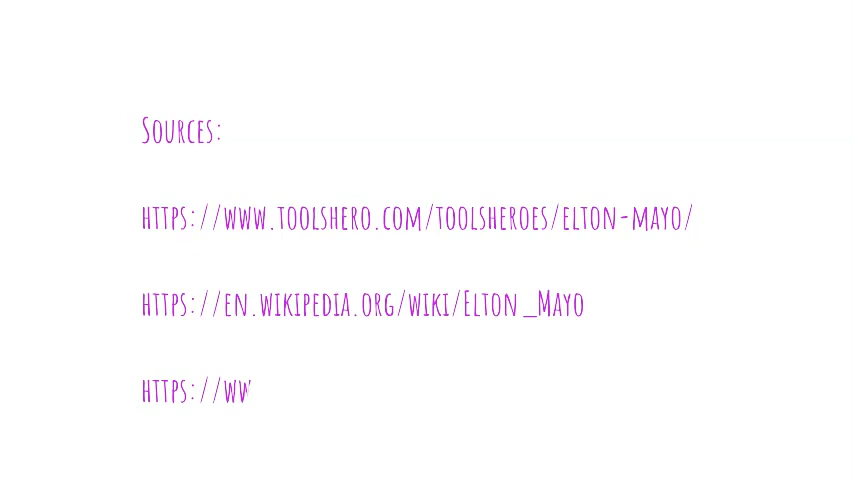 Sources:
https://www.toolshero.com/toolsheroes/elton-mayo/
https://en.wikipedia.org/wiki/Elton_Mayo
https://ww